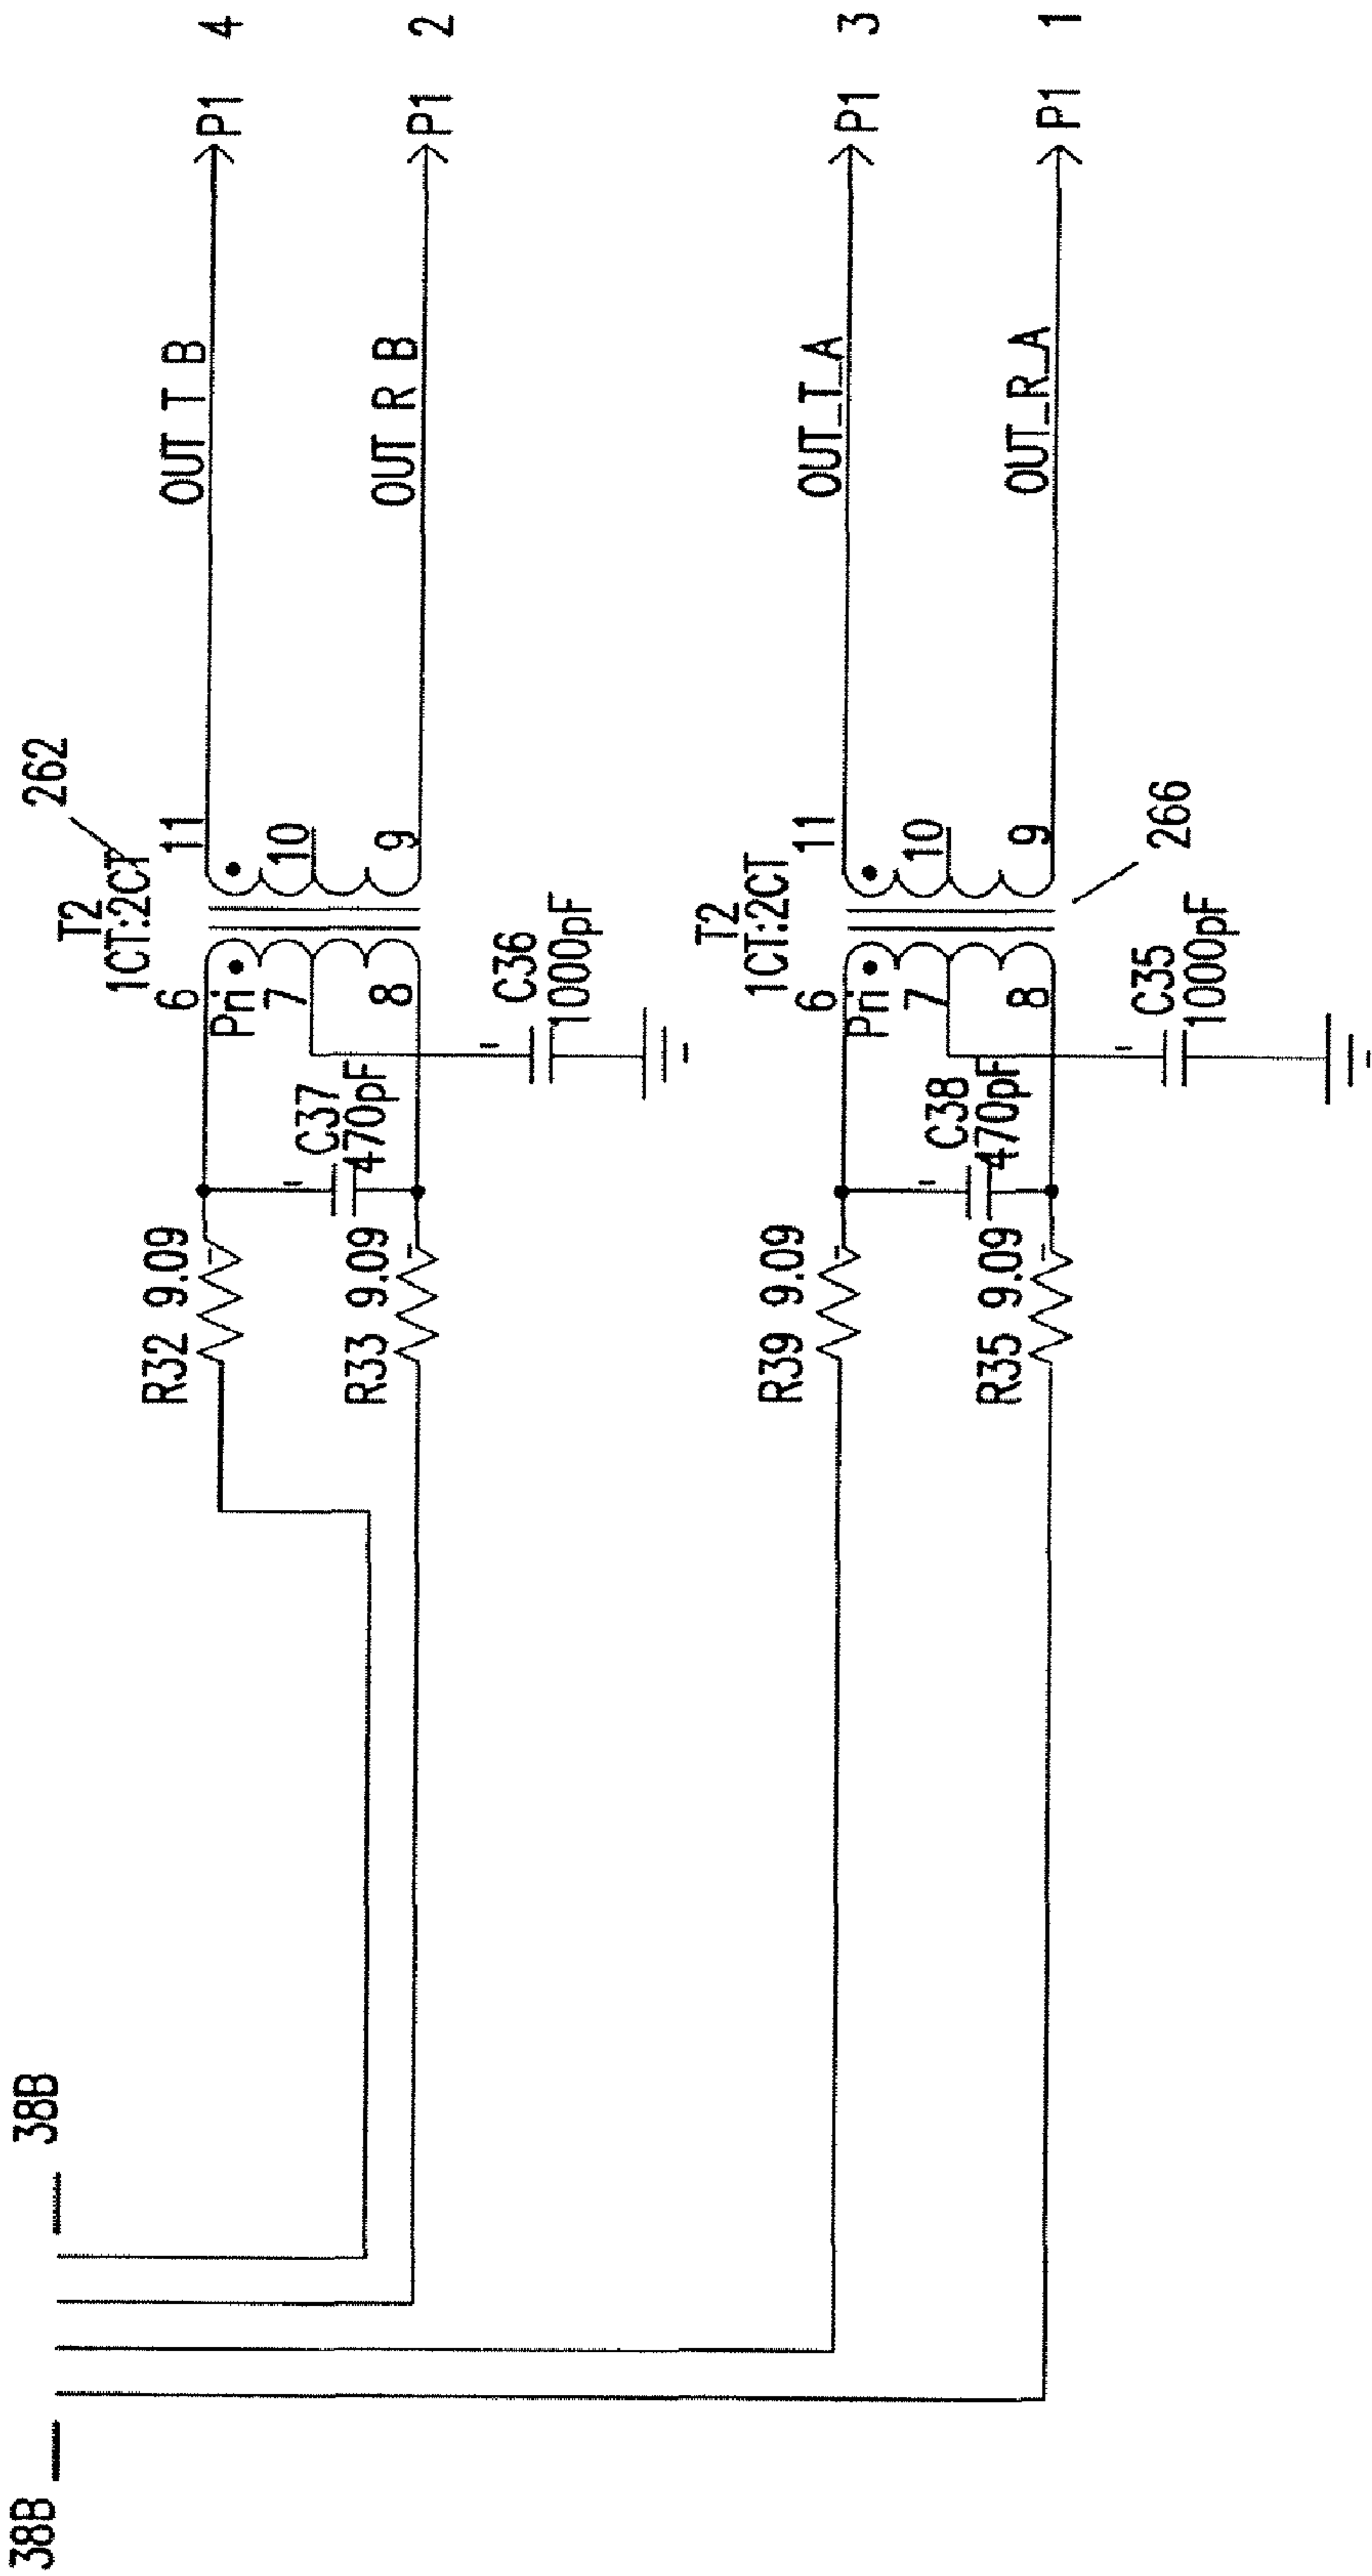 38B
38B
262
T2
1CT:2CT
R32 9.09
6
Pri
7
8
11
10
9
OUT T B
P1 4
C37
470pF
R33 9.09
OUT R B
P1 2
C36
1000pF
T2
1CT:2CT
R39 9.09
6
Pri
7
8
11
10
9
OUT_T_A
P1 3
C38
470pF
R35 9.09
OUT_R_A
P1 1
266
C35
1000pF